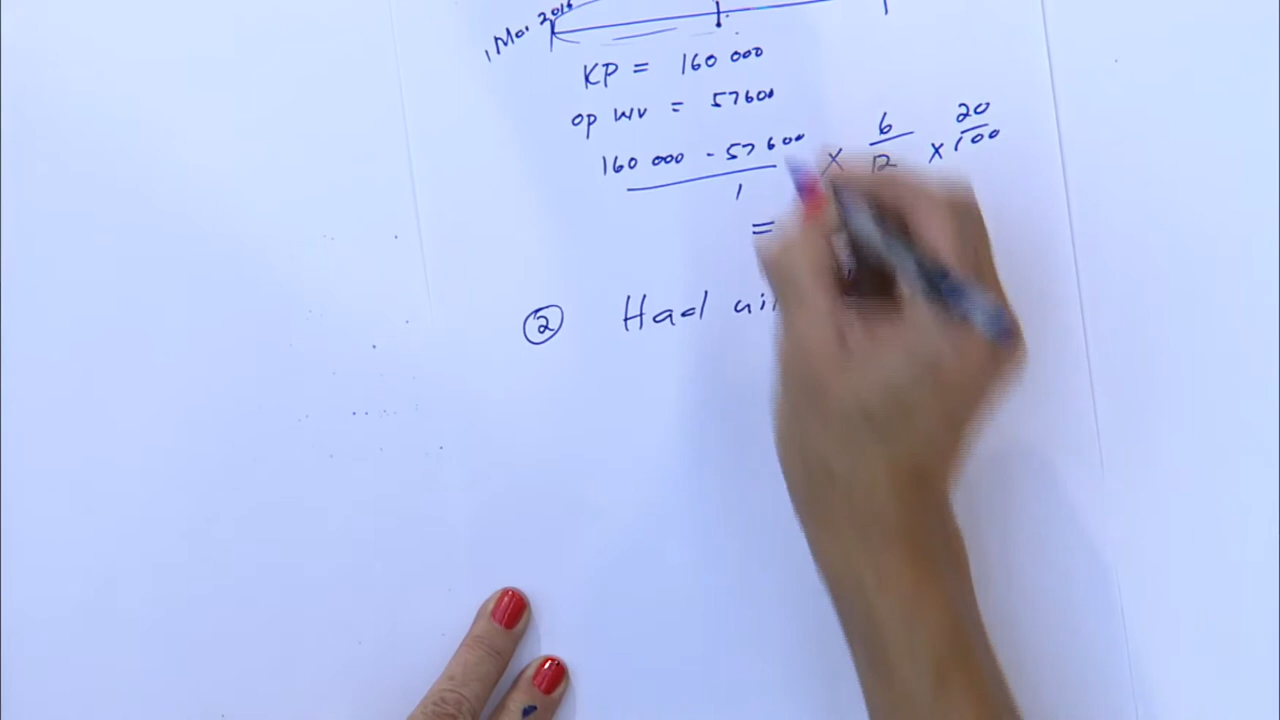 1 Mar 2016
KP = 160 000
op wv = 57600
160 000 - 57 600 / 1 × 6/12 × 20/100
=
② Had